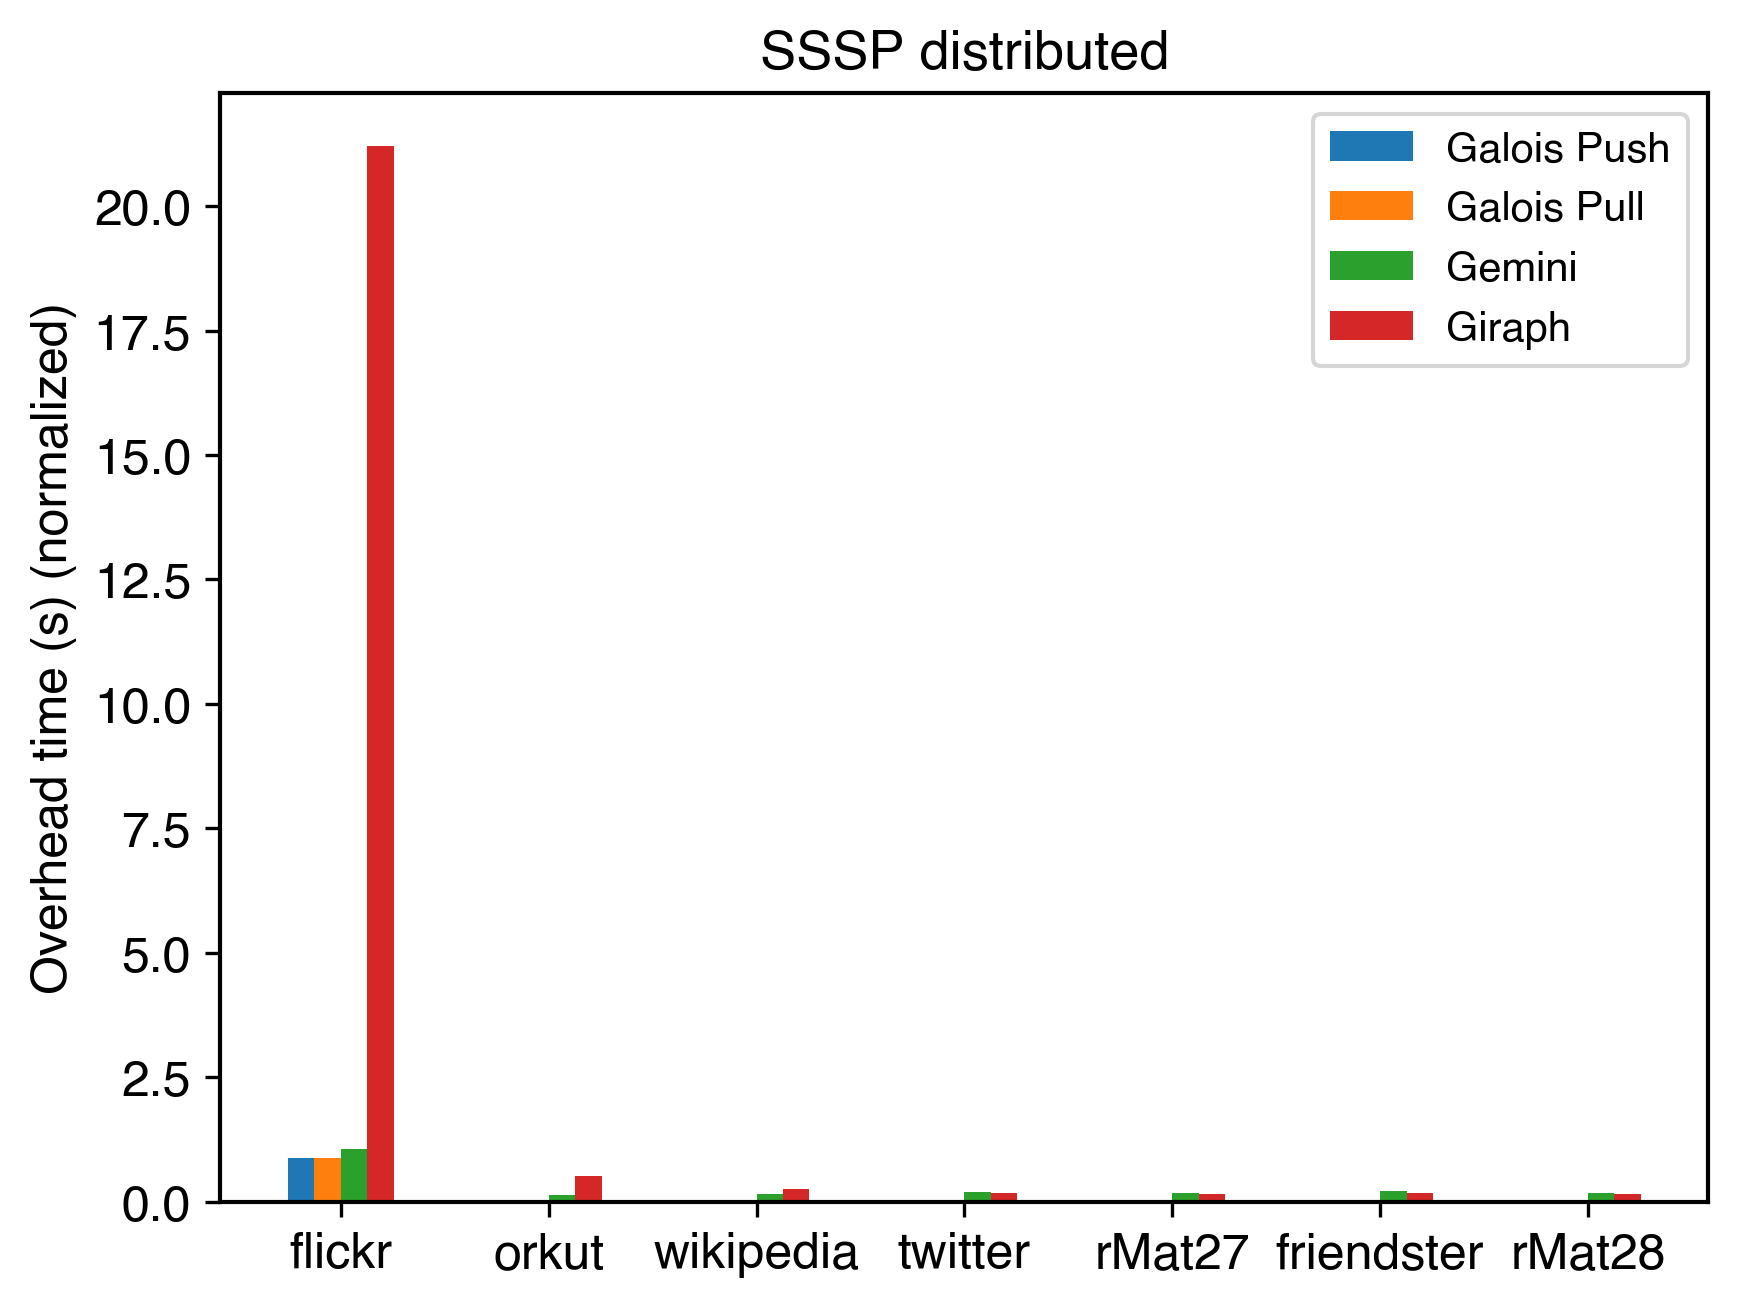 SSSP distributed
Overhead time (s) (normalized)
20.0
17.5
15.0
12.5
10.0
7.5
5.0
2.5
0.0
Galois Push
Galois Pull
Gemini
Giraph
flickr orkut wikipedia twitter rMat27 friendster rMat28